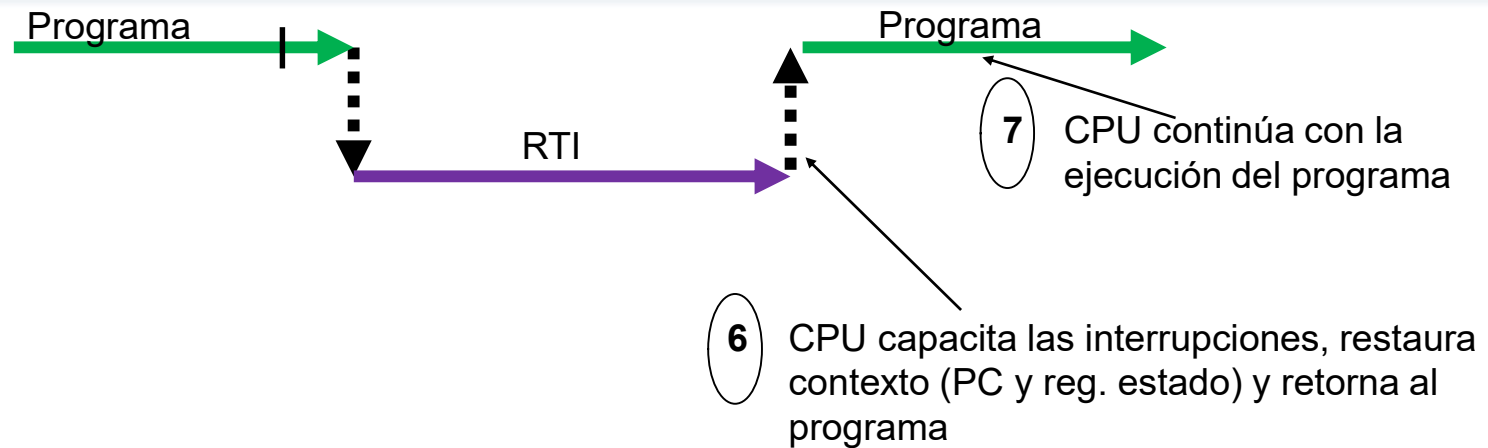 Programa
Programa
RTI
7
CPU continúa con la
ejecución del programa
6
CPU capacita las interrupciones, restaura
contexto (PC y reg. estado) y retorna al
programa